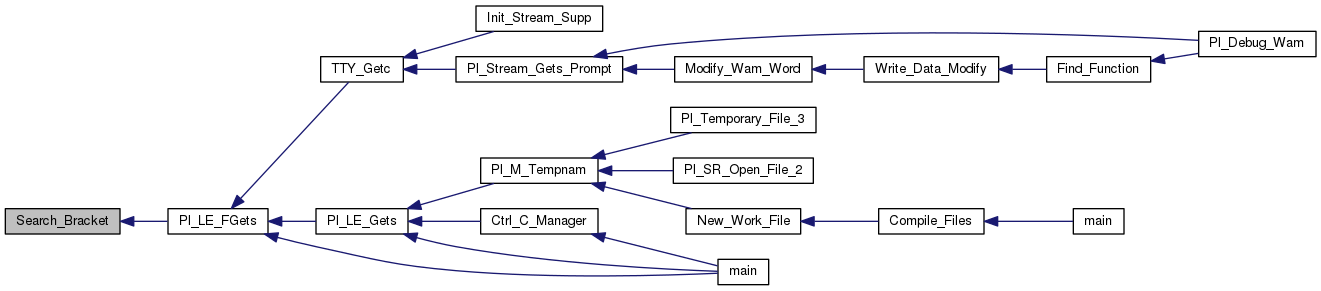 Init_Stream_Supp
Pl_Debug_Wam
TTY_Getc
Pl_Stream_Gets_Prompt
Modify_Wam_Word
Write_Data_Modify
Find_Function
Pl_Temporary_File_3
Pl_M_Tempnam
Pl_SR_Open_File_2
Search_Bracket
Pl_LE_FGets
Pl_LE_Gets
Ctrl_C_Manager
New_Work_File
Compile_Files
main
main